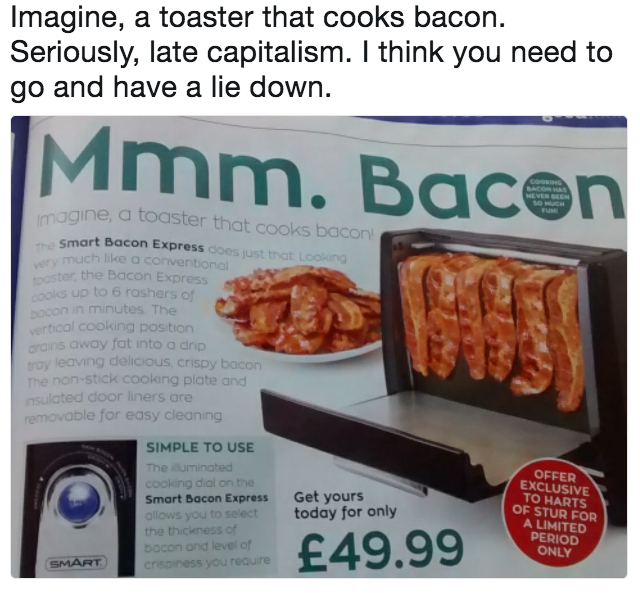 Imagine, a toaster that cooks bacon.
Seriously, late capitalism. I think you need to
go and have a lie down.
Mmm. Bacon
COOKING
BACON HAS
NEVER BEEN
SO MUCH
FUN!
Imagine, a toaster that cooks bacon!
The Smart Bacon Express does just that. Looking
very much like a conventional
toaster, the Bacon Express
cooks up to 6 rashers of
bacon in minutes. The
vertical cooking position
drains away fat into a drip
tray leaving delicious, crispy bacon
The non-stick cooking plate and
insulated door liners are
removable for easy cleaning
SIMPLE TO USE
The illuminated
cooking dial on the
Smart Bacon Express
allows you to select
the thickness of
bacon and level of
crispiness you require
SMART
Get yours
today for only
£49.99
OFFER
EXCLUSIVE
TO HARTS
OF STUR FOR
A LIMITED
PERIOD
ONLY